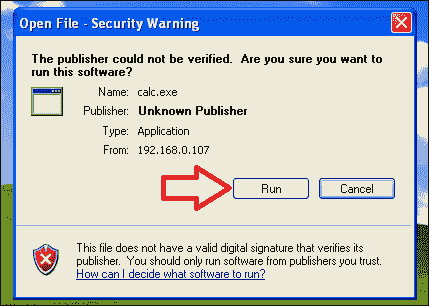 Open File - Security Warning
The publisher could not be verified. Are you sure you want to
run this software?
Name: calc.exe
Publisher: Unknown Publisher
Type: Application
From: 192.168.0.107
Run Cancel
This file does not have a valid digital signature that verifies its
publisher. You should only run software from publishers you trust.
How can I decide what software to run?